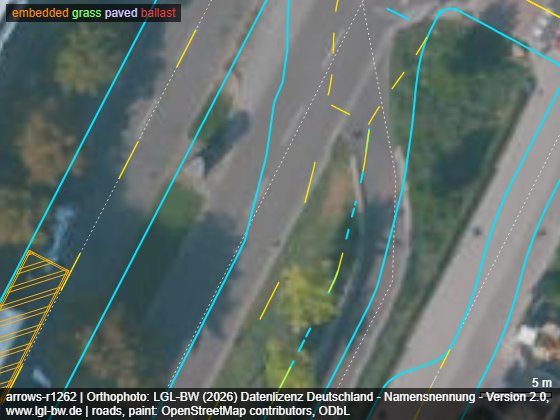 embedded grass paved ballast
5 m
arrows-r1262 | Orthophoto: LGL-BW (2026) Datenlizenz Deutschland - Namensnennung - Version 2.0,
www.lgl-bw.de | roads, paint: OpenStreetMap contributors, ODbL